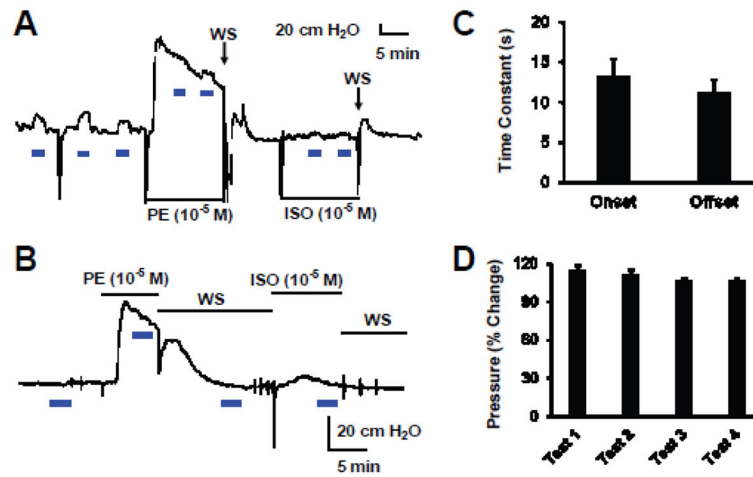 A
WS
20 cm H₂O
5 min
WS
PE (10⁻⁵ M)
ISO (10⁻⁵ M)
B
PE (10⁻⁵ M)
WS
ISO (10⁻⁵ M)
WS
20 cm H₂O
5 min
C
Time Constant (s)
20
15
10
5
0
Onset
Offset
D
Pressure (% Change)
120
90
60
30
0
Test 1
Test 2
Test 3
Test 4